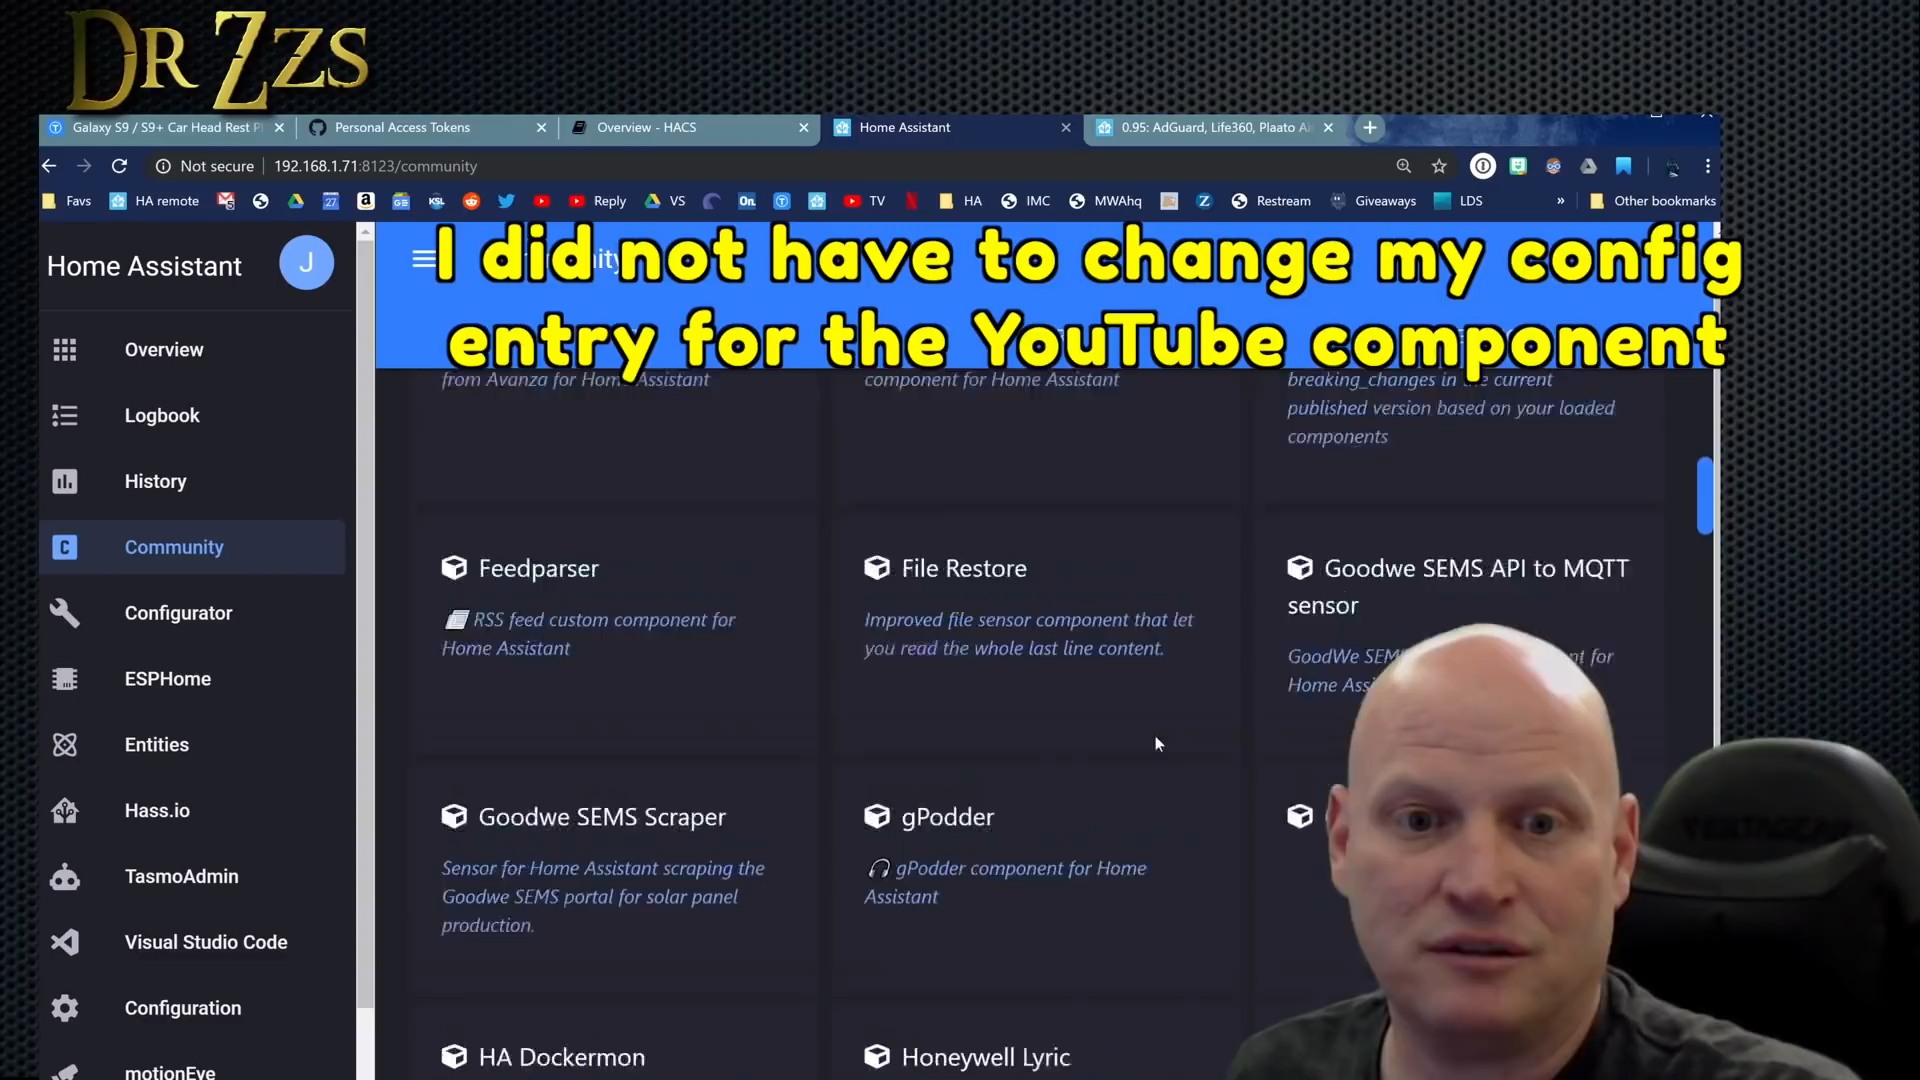 DR ZZS
Galaxy S9 / S9+ Car Head Rest P
Personal Access Tokens
Overview - HACS
Home Assistant
0.95: AdGuard, Life360, Plaato Ai
Not secure
192.168.1.71:8123/community
Favs
HA remote
27
KSL
Reply
VS
On.
TV
HA
IMC
MWAhq
Z
Restream
Giveaways
LDS
»
Other bookmarks
Home Assistant
J
I did not have to change my config
entry for the YouTube component
Overview
Logbook
History
C Community
Configurator
ESPHome
Entities
Hass.io
TasmoAdmin
Visual Studio Code
Configuration
motionEye
from Avanza for Home Assistant
component for Home Assistant
breaking_changes in the current
published version based on your loaded
components
Feedparser
RSS feed custom component for
Home Assistant
File Restore
Improved file sensor component that let
you read the whole last line content.
Goodwe SEMS API to MQTT
sensor
GoodWe SEMS
for
Home Ass
Goodwe SEMS Scraper
Sensor for Home Assistant scraping the
Goodwe SEMS portal for solar panel
production.
gPodder
gPodder component for Home
Assistant
HA Dockermon
Honeywell Lyric